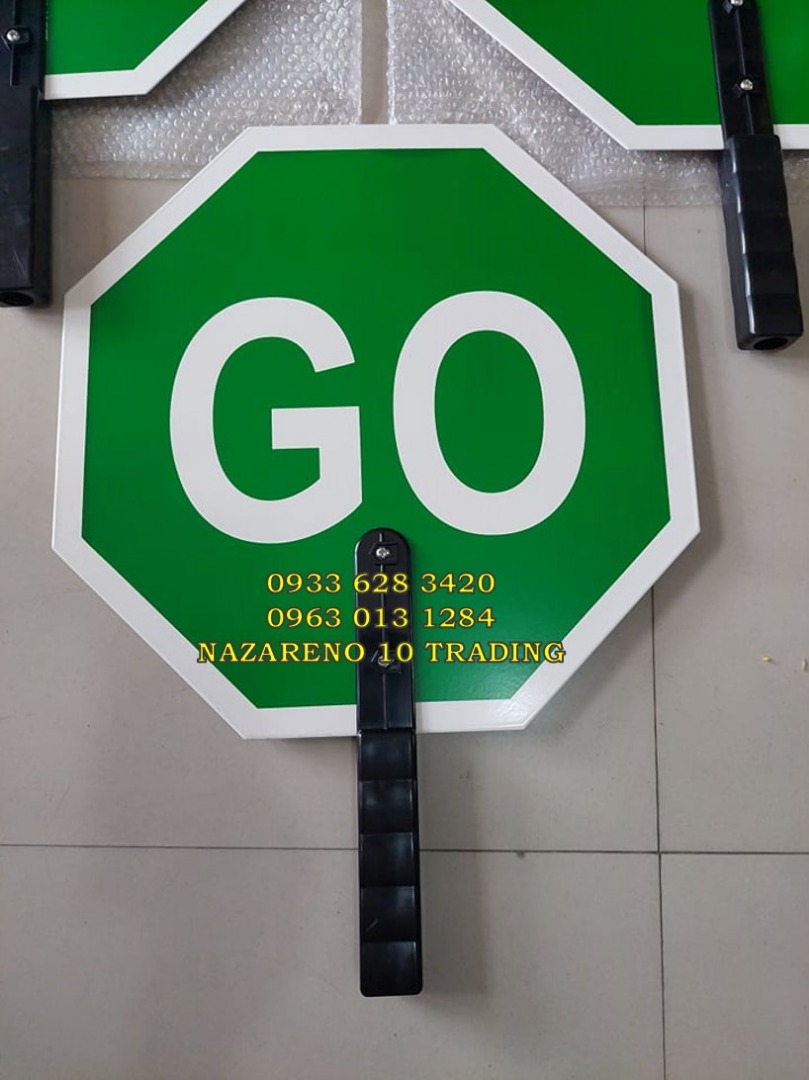 GO
0933 628 3420
0963 013 1284
NAZARENO 10 TRADING